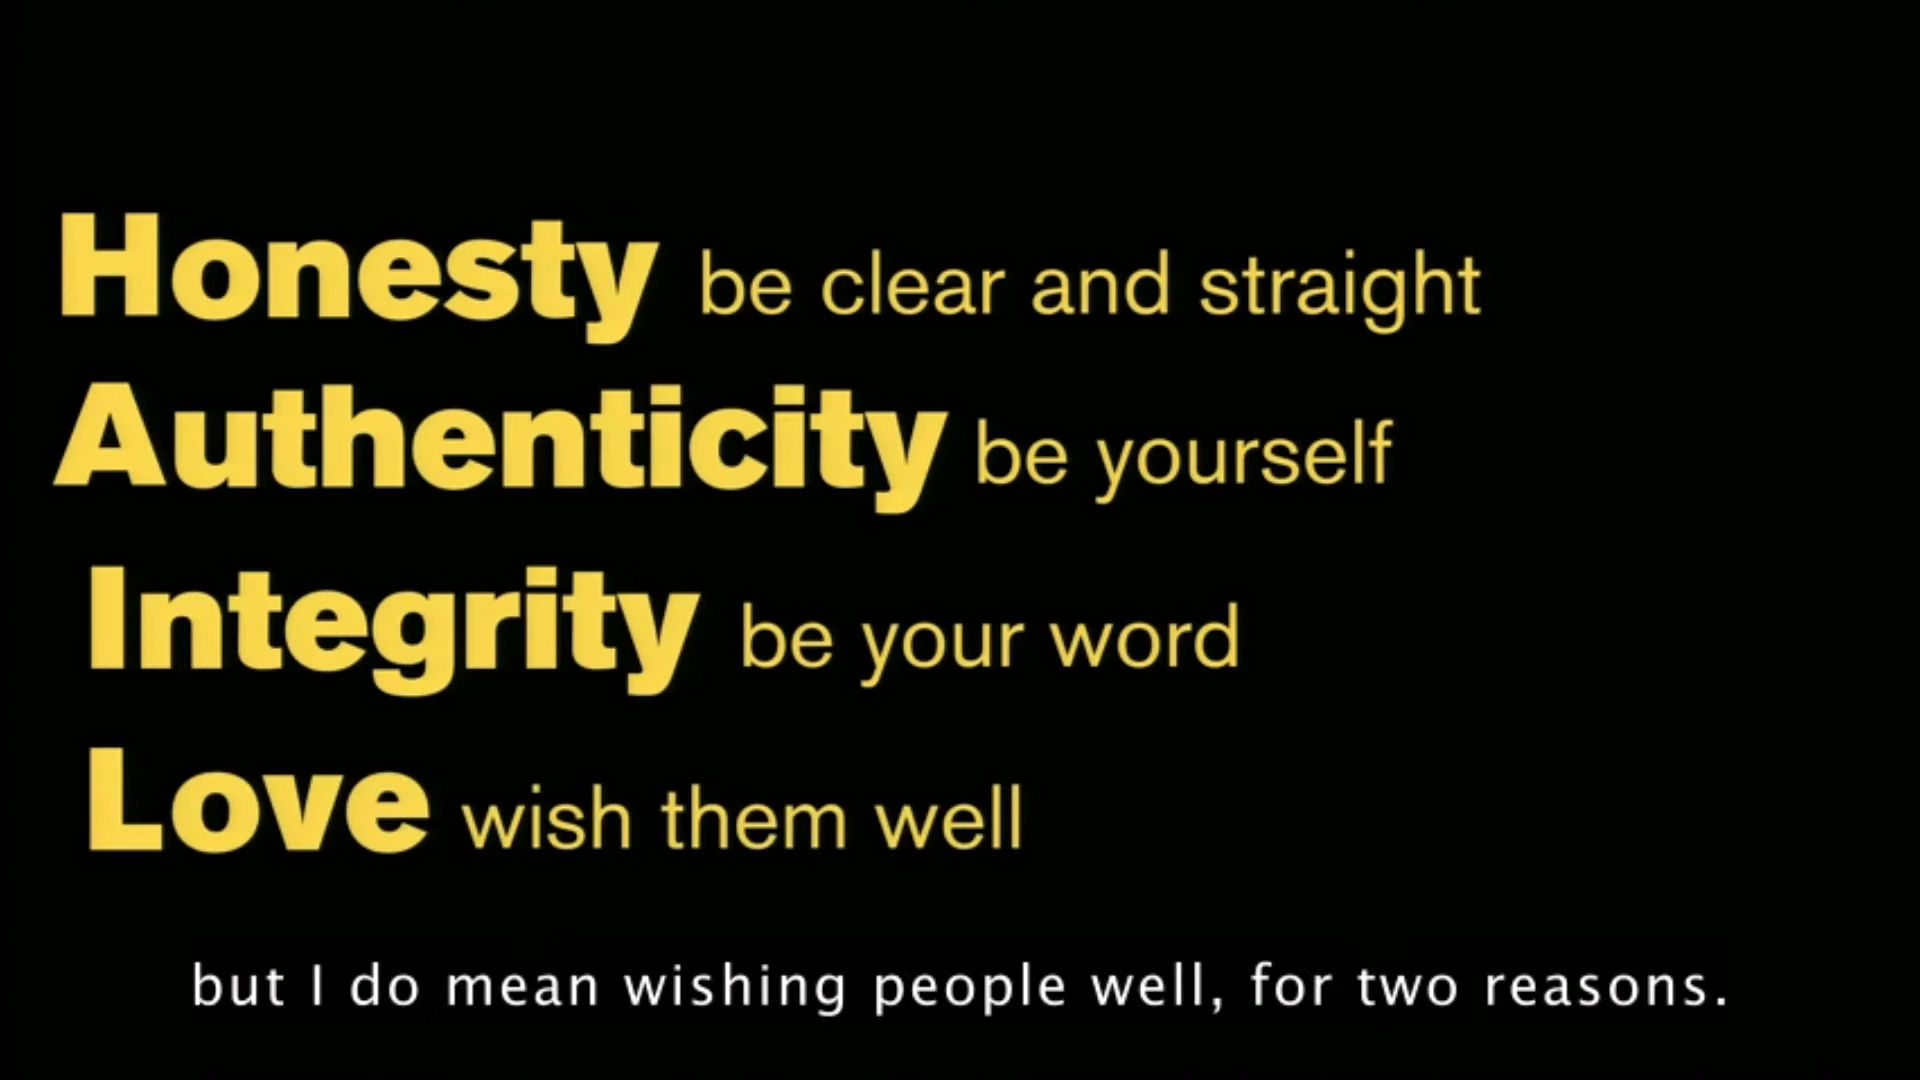 Honesty be clear and straight
Authenticity be yourself
Integrity be your word
Love wish them well
but I do mean wishing people well, for two reasons.